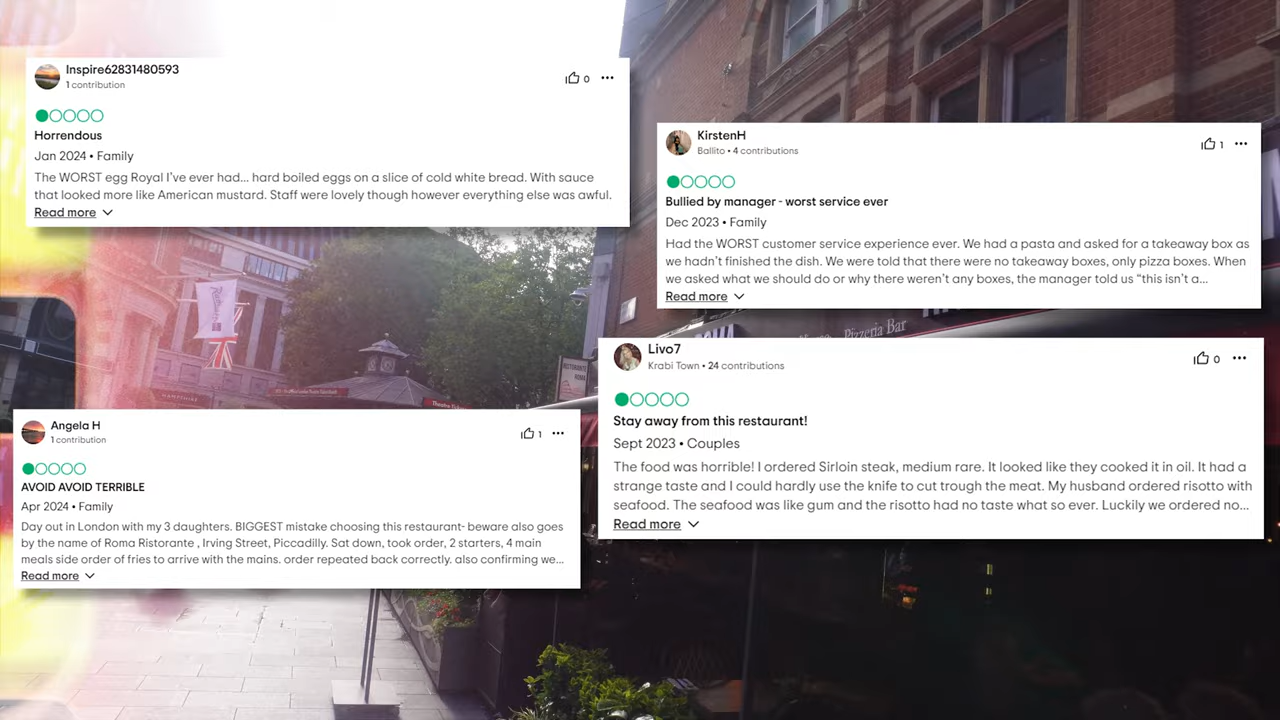 Inspire62831480593
1 contribution
0
Horrendous
Jan 2024 • Family
The WORST egg Royal I've ever had... hard boiled eggs on a slice of cold white bread. With sauce
that looked more like American mustard. Staff were lovely though however everything else was awful.
Read more
KirstenH
Ballito • 4 contributions
1
Bullied by manager - worst service ever
Dec 2023 • Family
Had the WORST customer service experience ever. We had a pasta and asked for a takeaway box as
we hadn't finished the dish. We were told that there were no takeaway boxes, only pizza boxes. When
we asked what we should do or why there weren't any boxes, the manager told us “this isn't a...
Read more
Pizzeria Bar
Livo7
Krabi Town • 24 contributions
0
Stay away from this restaurant!
Sept 2023 • Couples
The food was horrible! I ordered Sirloin steak, medium rare. It looked like they cooked it in oil. It had a
strange taste and I could hardly use the knife to cut trough the meat. My husband ordered risotto with
seafood. The seafood was like gum and the risotto had no taste what so ever. Luckily we ordered no...
Read more
RISTORANTE
ROMA
HAMPSHIRE
Angela H
1 contribution
1
AVOID AVOID TERRIBLE
Apr 2024 • Family
Day out in London with my 3 daughters. BIGGEST mistake choosing this restaurant- beware also goes
by the name of Roma Ristorante , Irving Street, Piccadilly. Sat down, took order, 2 starters, 4 main
meals side order of fries to arrive with the mains. order repeated back correctly. also confirming we...
Read more